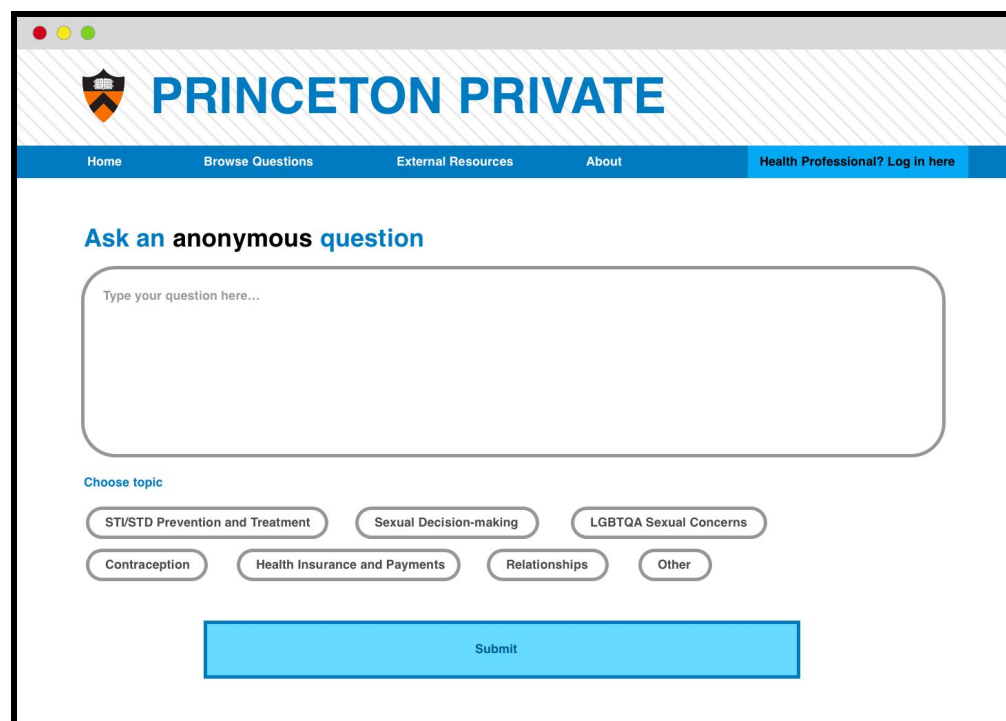 PRINCETON PRIVATE
Home Browse Questions External Resources About Health Professional? Log in here
Ask an anonymous question
Type your question here...
Choose topic
STI/STD Prevention and Treatment Sexual Decision-making LGBTQA Sexual Concerns
Contraception Health Insurance and Payments Relationships Other
Submit